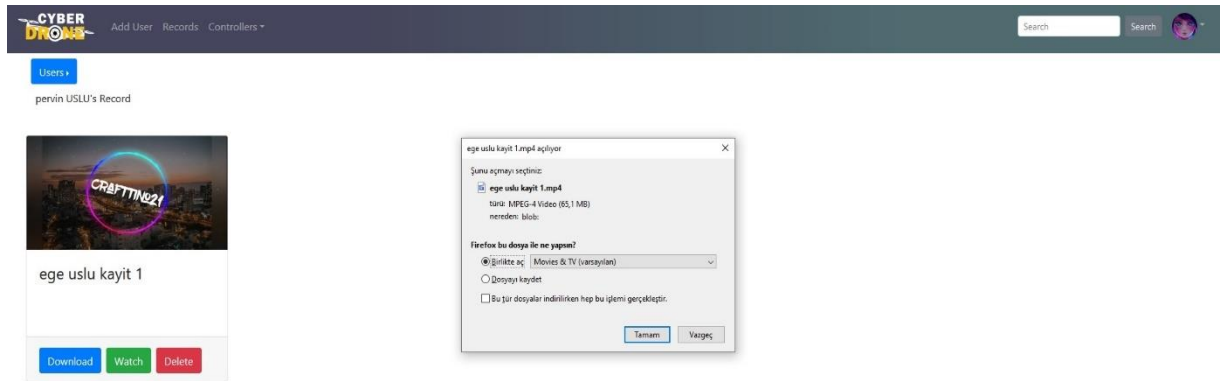 CYBER
DRONE
Add User Records Controllers
Search
Search
Users
pervin USLU's Record
CRAFTTINO21
ege uslu kayit 1
Download
Watch
Delete
ege uslu kayit 1.mp4 açılıyor
Şunu açmayı seçtiniz:
ege uslu kayit 1.mp4
türü: MPEG-4 Video (65,1 MB)
nereden: blob:
Firefox bu dosya ile ne yapsın?
Birlikte aç Movies & TV (varsayılan)
Dosyayı kaydet
Bu tür dosyalar indirilirken hep bu işlemi gerçekleştir.
Tamam
Vazgeç